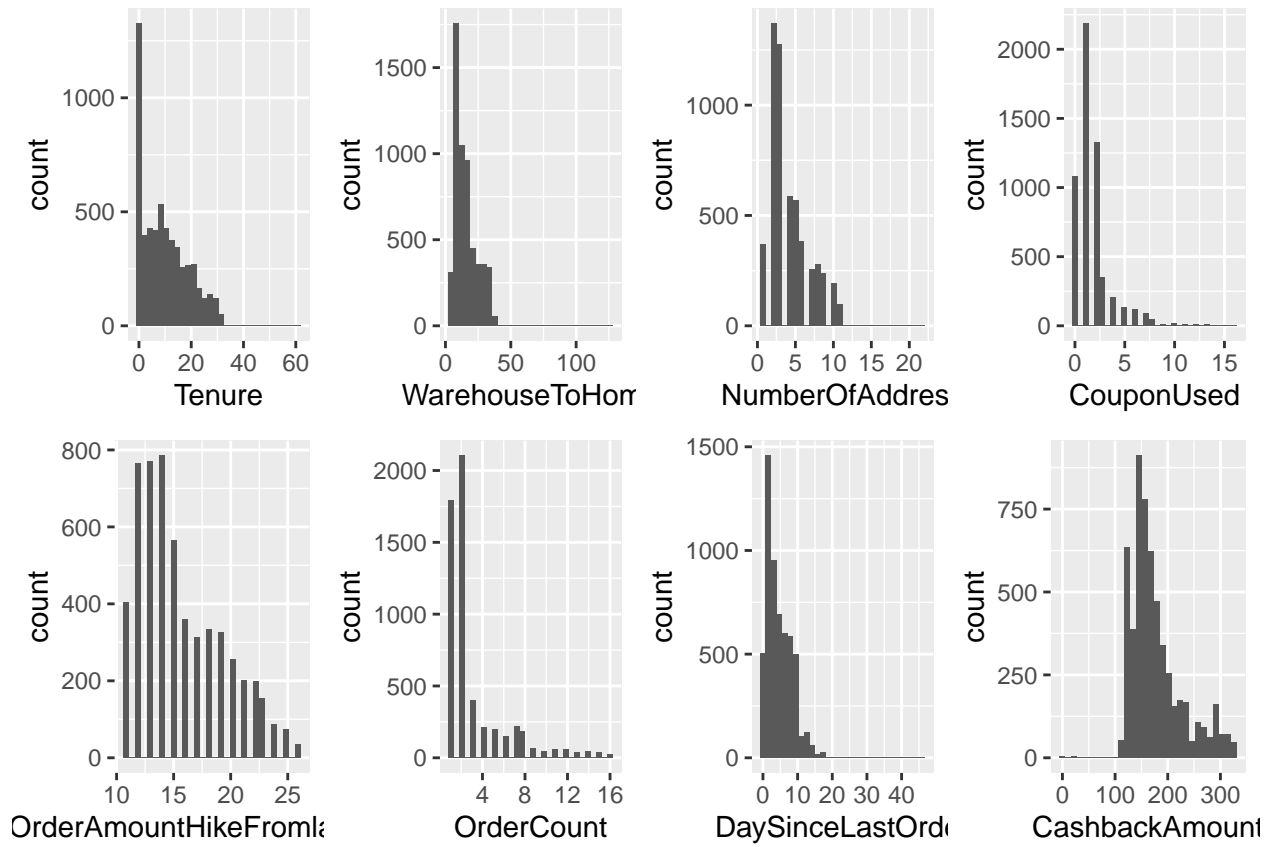 count
1000
500
0
0 20 40 60
Tenure
count
1500
1000
500
0
0 50 100
WarehouseToHom
count
1000
500
0
0 5 10 15 20
NumberOfAddres
count
2000
1500
1000
500
0
0 5 10 15
CouponUsed
count
800
600
400
200
0
10 15 20 25
OrderAmountHikeFromla
count
2000
1500
1000
500
0
4 8 12 16
OrderCount
count
1500
1000
500
0
0 10 20 30 40
DaySinceLastOrde
count
750
500
250
0
0 100 200 300
CashbackAmount